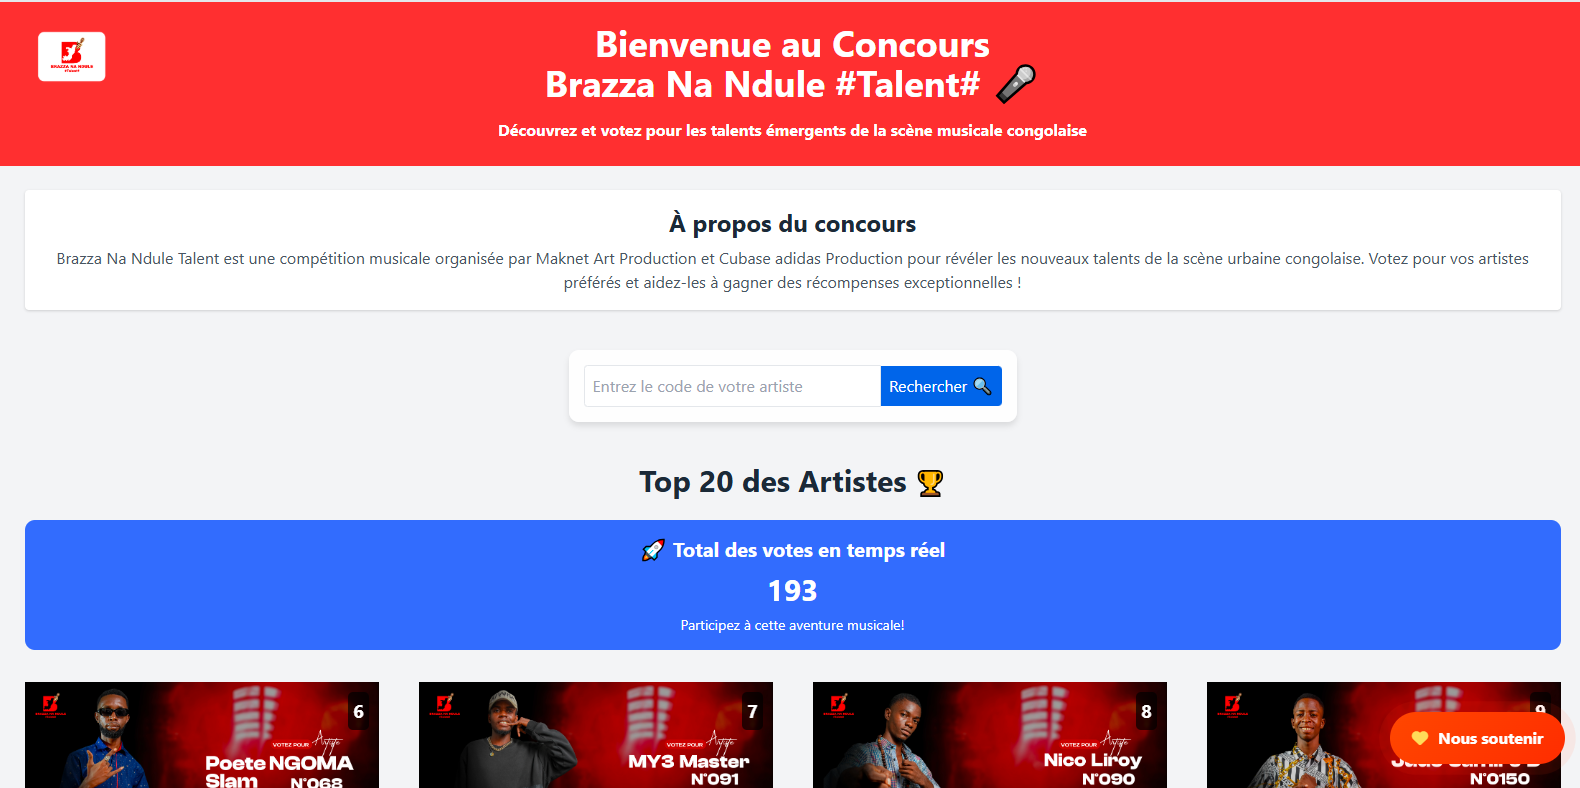 BRAZZA NA NDULE
#Talent
Bienvenue au Concours
Brazza Na Ndule #Talent#
Découvrez et votez pour les talents émergents de la scène musicale congolaise
À propos du concours
Brazza Na Ndule Talent est une compétition musicale organisée par Maknet Art Production et Cubase adidas Production pour révéler les nouveaux talents de la scène urbaine congolaise. Votez pour vos artistes
préférés et aidez-les à gagner des récompenses exceptionnelles !
Entrez le code de votre artiste
Rechercher
Top 20 des Artistes
Total des votes en temps réel
193
Participez à cette aventure musicale!
6
VOTEZ POUR Artiste
Poete NGOMA
Slam N°068
7
VOTEZ POUR Artiste
MY3 Master
N°091
8
VOTEZ POUR Artiste
Nico Liroy
N°090
9
N°0150
Nous soutenir